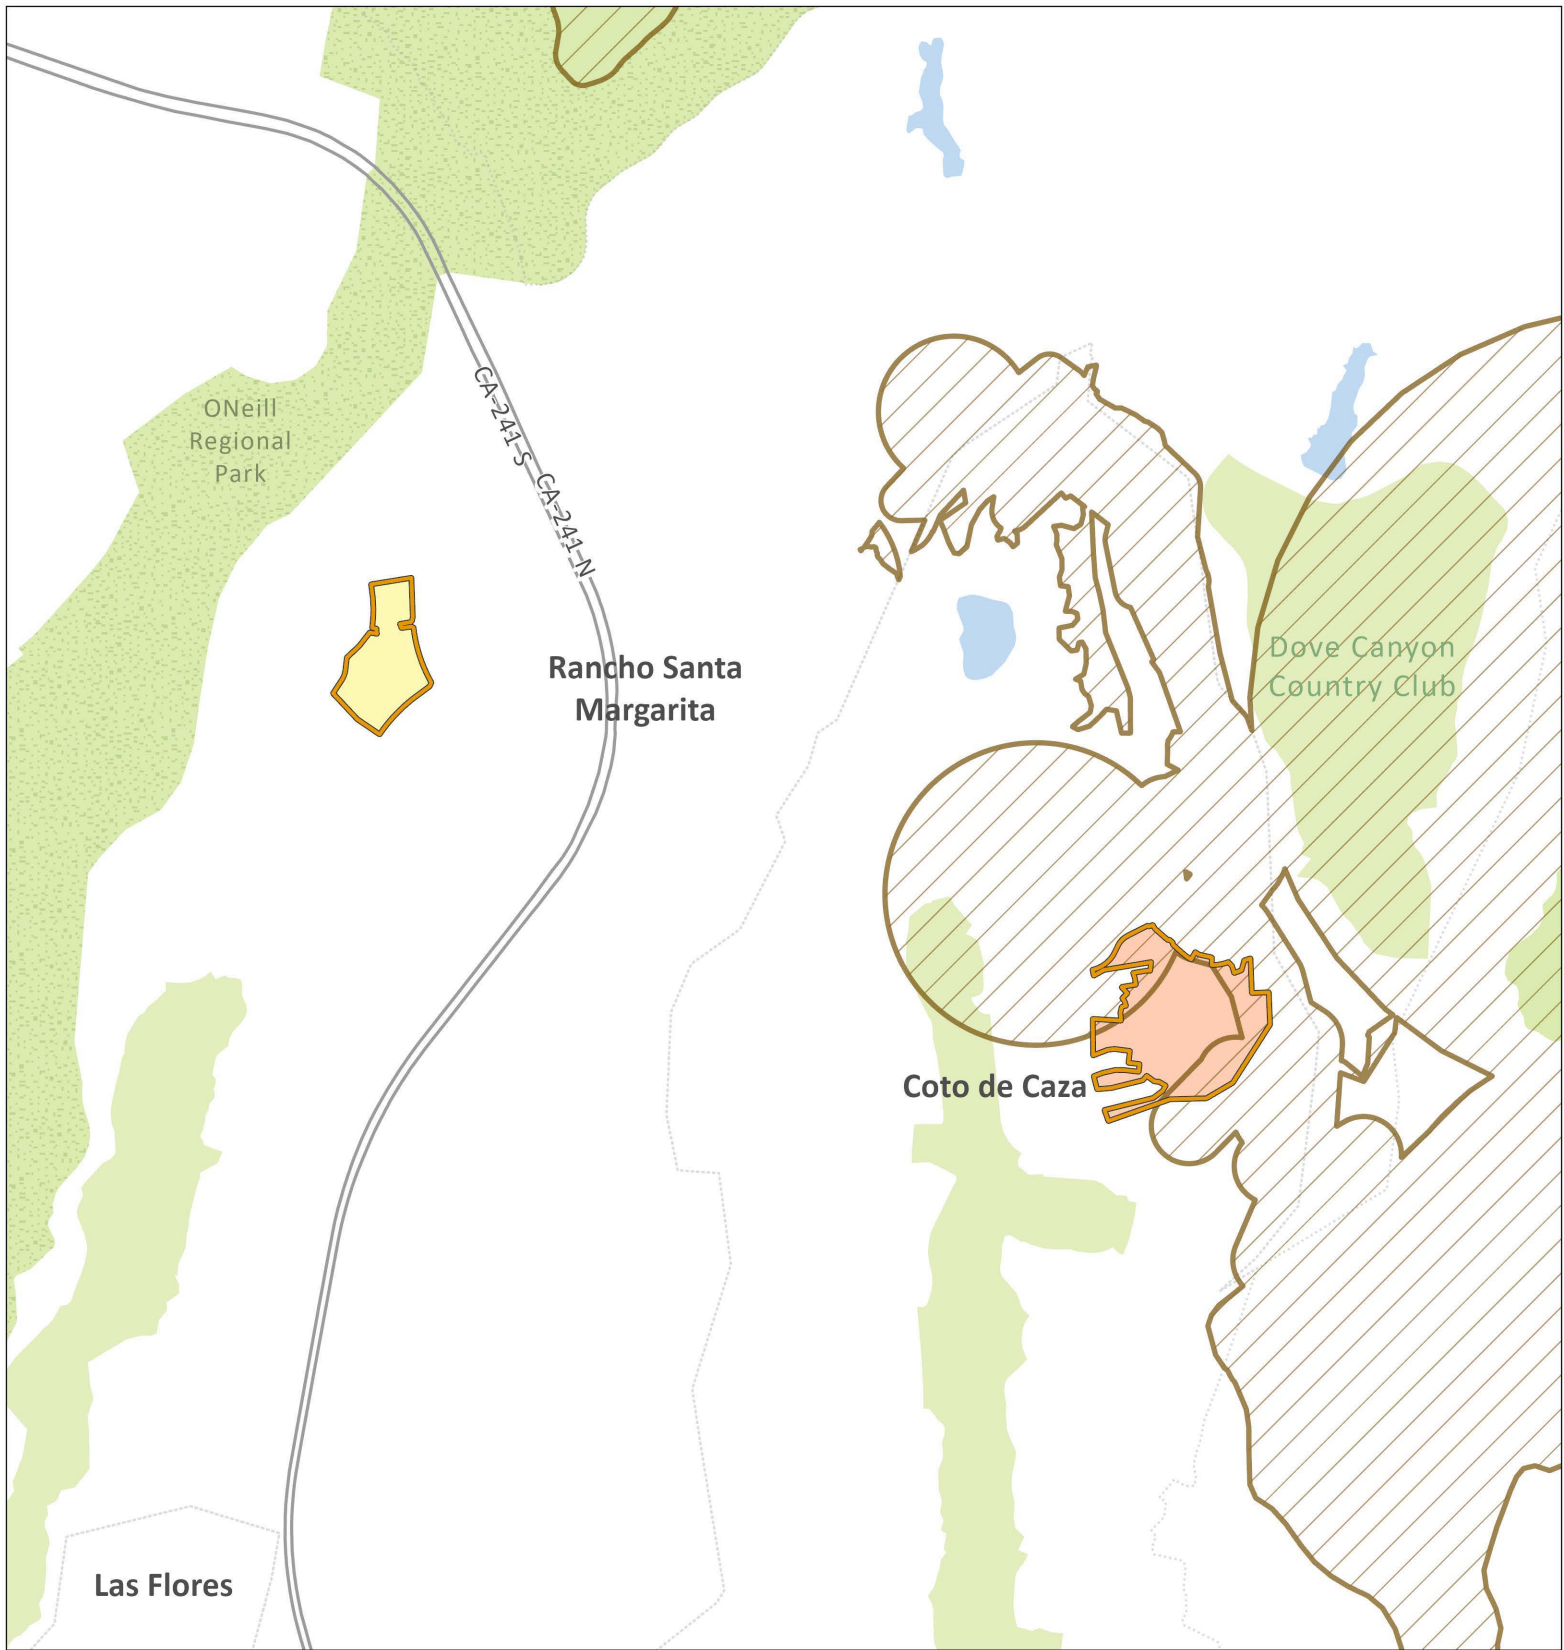 CA-241 S
CA-241 N
ONeill
Regional
Park
Rancho Santa
Margarita
Dove Canyon
Country Club
Coto de Caza
Las Flores